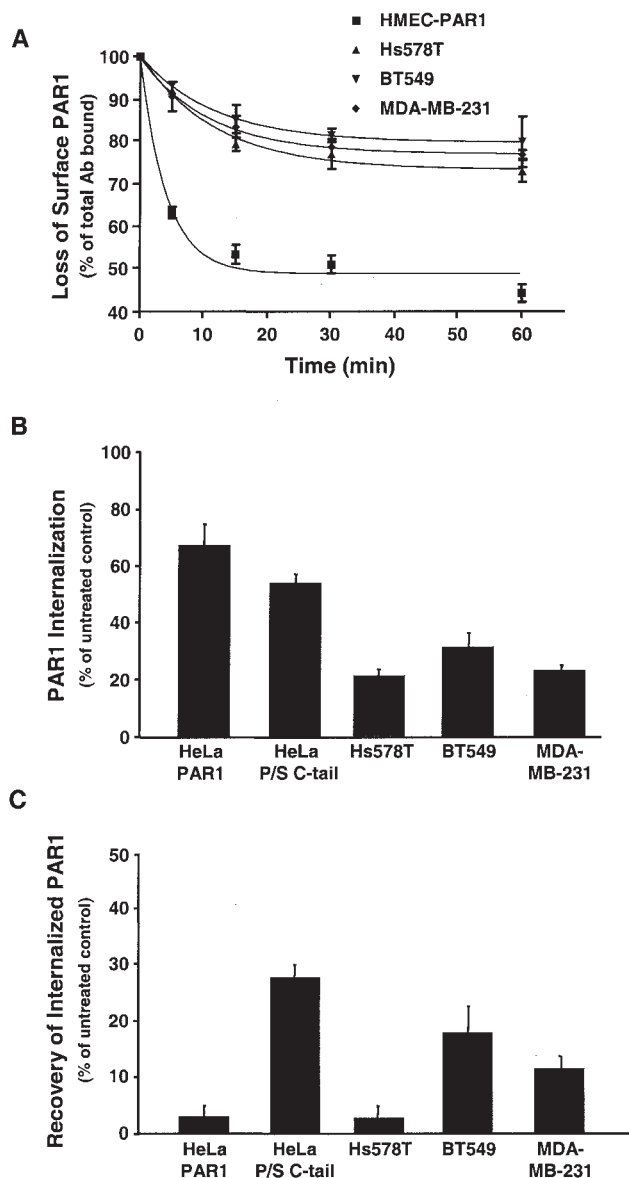 A
HMEC-PAR1
Hs578T
BT549
MDA-MB-231
Loss of Surface PAR1
(% of total Ab bound)
100
90
80
70
60
50
40
0
10
20
30
40
50
60
Time (min)
B
PAR1 Internalization
(% of untreated control)
100
80
60
40
20
0
HeLa
PAR1
HeLa
P/S C-tail
Hs578T
BT549
MDA-
MB-231
C
Recovery of Internalized PAR1
(% of untreated control)
50
40
30
20
10
0
HeLa
PAR1
HeLa
P/S C-tail
Hs578T
BT549
MDA-
MB-231